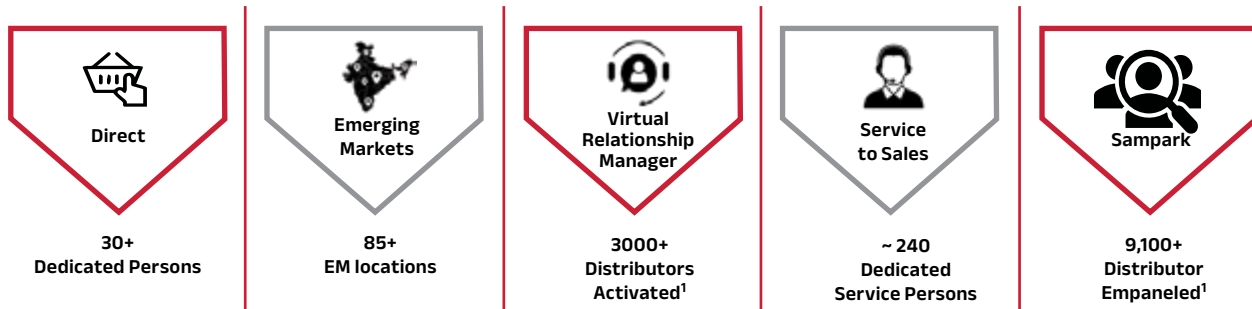 Direct
30+
Dedicated Persons
Emerging
Markets
85+
EM locations
Virtual
Relationship
Manager
3000+
Distributors
Activated¹
Service
to Sales
~ 240
Dedicated
Service Persons
Sampark
9,100+
Distributor
Empaneled¹